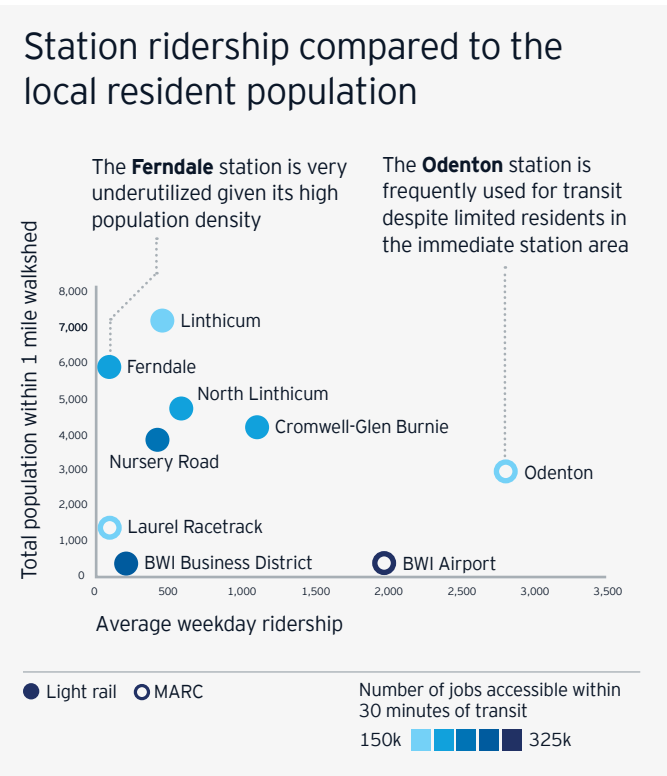 Station ridership compared to the
local resident population
The Ferndale station is very
underutilized given its high
population density
The Odenton station is
frequently used for transit
despite limited residents in
the immediate station area
Total population within 1 mile walkshed
8,000
7,000
6,000
5,000
4,000
3,000
2,000
1,000
0
Linthicum
Ferndale
North Linthicum
Cromwell-Glen Burnie
Nursery Road
Odenton
Laurel Racetrack
BWI Business District
BWI Airport
0 500 1,000 1,500 2,000 2,500 3,000 3,500
Average weekday ridership
Light rail MARC
Number of jobs accessible within
30 minutes of transit
150k 325k